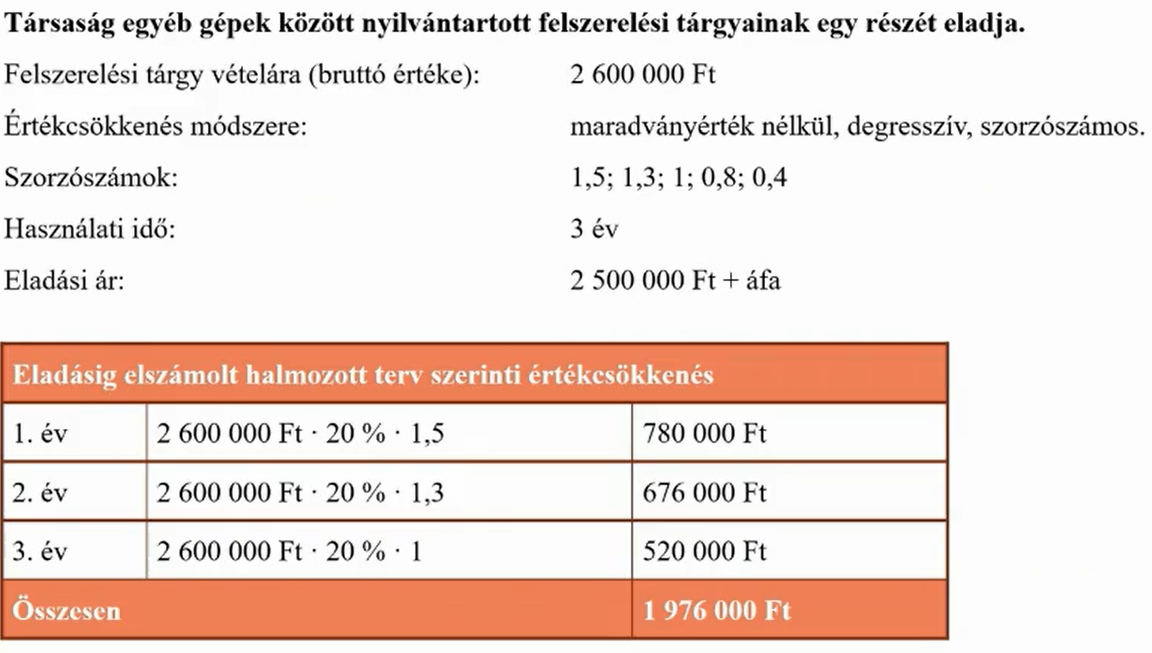 Társaság egyéb gépek között nyilvántartott felszerelési tárgyainak egy részét eladja.
Felszerelési tárgy vételára (bruttó értéke): 2 600 000 Ft
Értékcsökkenés módszere: maradványérték nélkül, degresszív, szorzószámos.
Szorzószámok: 1,5; 1,3; 1; 0,8; 0,4
Használati idő: 3 év
Eladási ár: 2 500 000 Ft + áfa
Eladásig elszámolt halmozott terv szerinti értékcsökkenés
1. év 2 600 000 Ft · 20 % · 1,5 780 000 Ft
2. év 2 600 000 Ft · 20 % · 1,3 676 000 Ft
3. év 2 600 000 Ft · 20 % · 1 520 000 Ft
Összesen 1 976 000 Ft